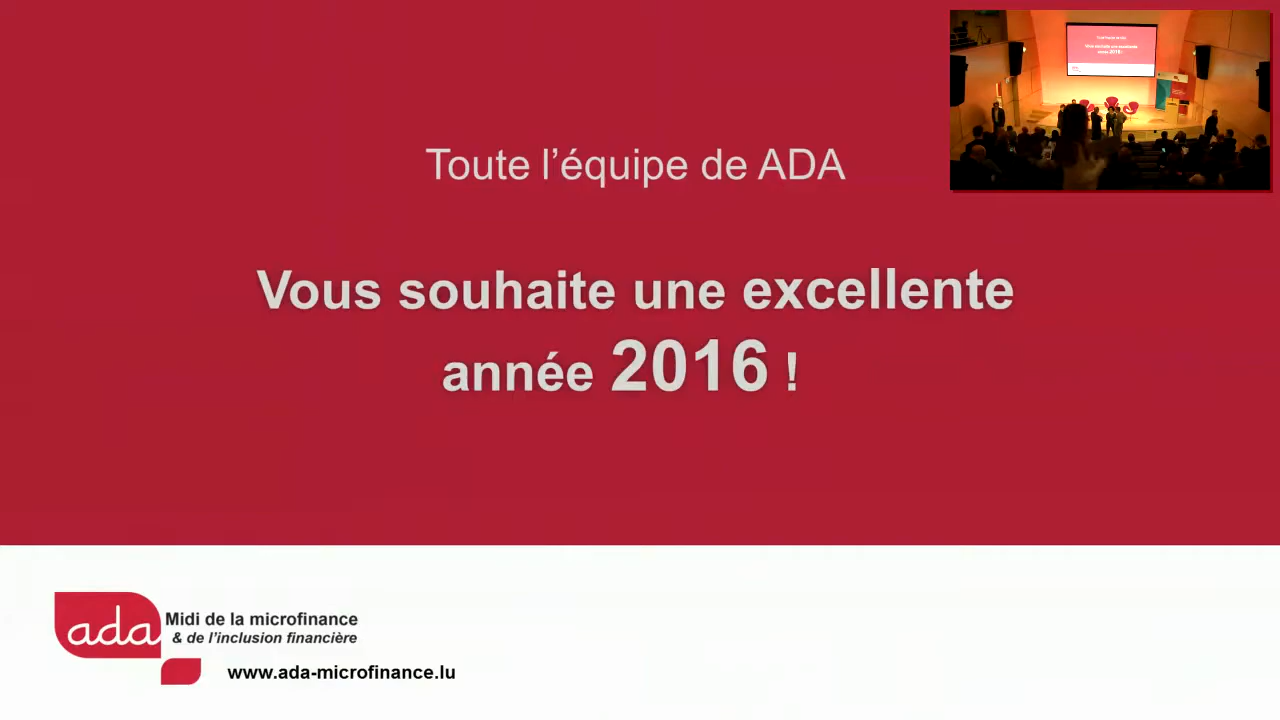 Toute l’équipe de ADA
Vous souhaite une excellente
année 2016 !
ada
Midi de la microfinance
& de l’inclusion financière
www.ada-microfinance.lu